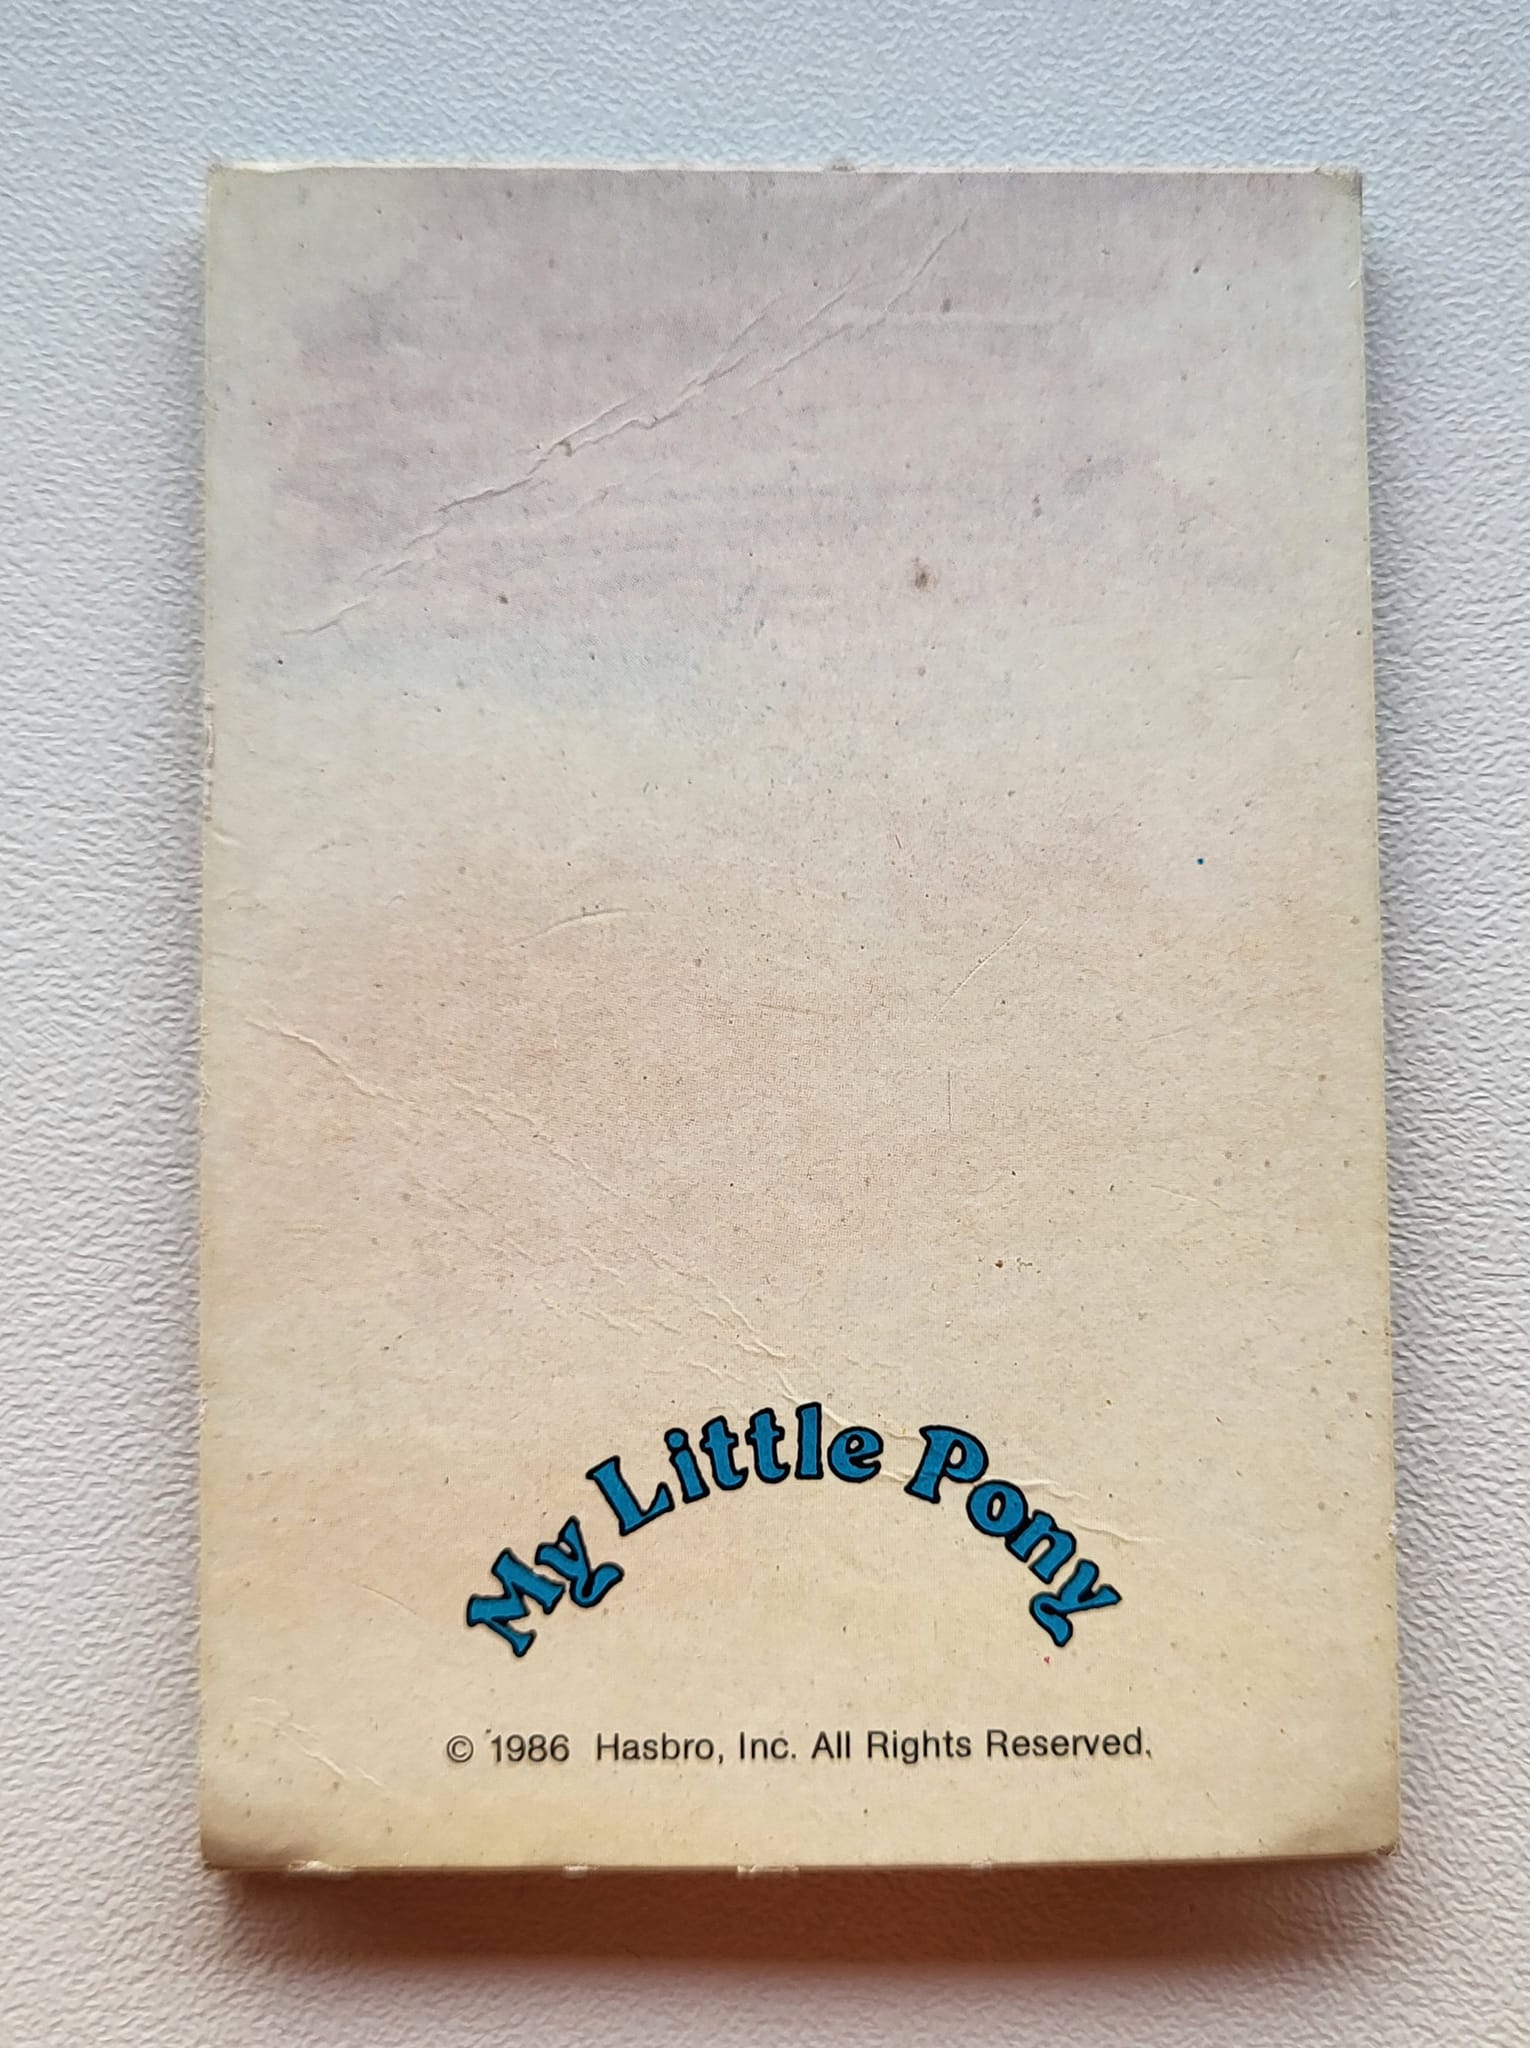 My Little Pony
© 1986 Hasbro, Inc. All Rights Reserved.